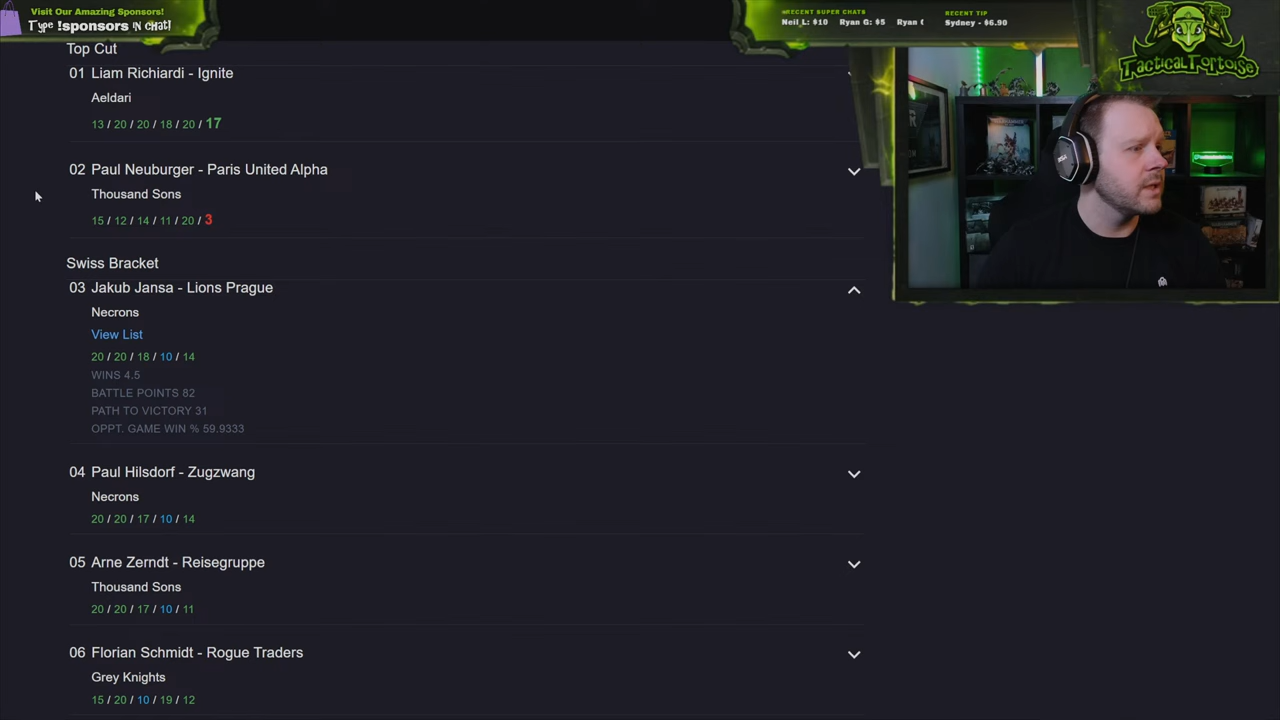 Visit Our Amazing Sponsors!
Type !sponsors in chat!
RECENT SUPER CHATS
Neil L: $10 Ryan G: $5 Ryan
RECENT TIP
Sydney - $6.90
TacticalTortoise
Top Cut
01 Liam Richiardi - Ignite
Aeldari
13 / 20 / 20 / 18 / 20 / 17
02 Paul Neuburger - Paris United Alpha
Thousand Sons
15 / 12 / 14 / 11 / 20 / 3
Swiss Bracket
03 Jakub Jansa - Lions Prague
Necrons
View List
20 / 20 / 18 / 10 / 14
WINS 4.5
BATTLE POINTS 82
PATH TO VICTORY 31
OPPT. GAME WIN % 59.9333
04 Paul Hilsdorf - Zugzwang
Necrons
20 / 20 / 17 / 10 / 14
05 Arne Zerndt - Reisegruppe
Thousand Sons
20 / 20 / 17 / 10 / 11
06 Florian Schmidt - Rogue Traders
Grey Knights
15 / 20 / 10 / 19 / 12